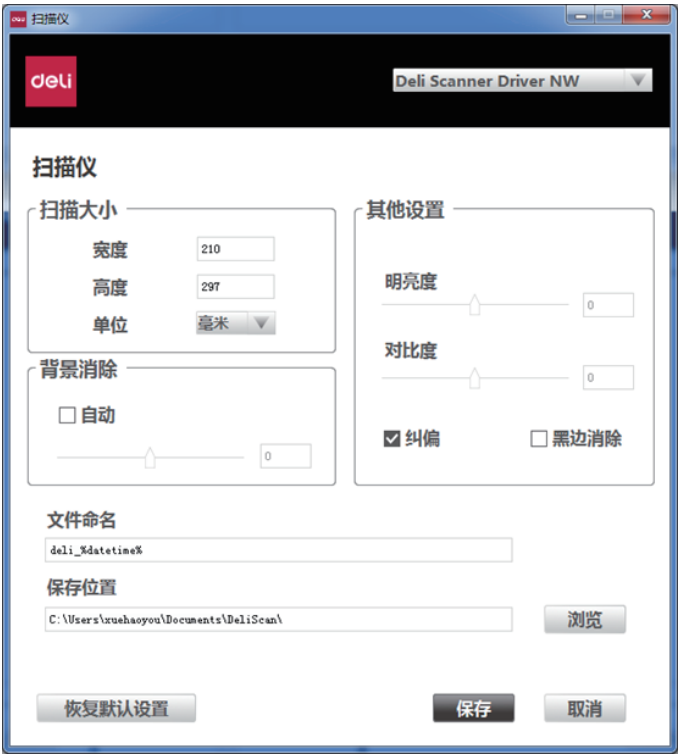 deli 扫描仪
deli
Deli Scanner Driver NW
扫描仪
扫描大小
宽度 210
高度 297
单位 毫米
背景消除
自动
0
其他设置
明亮度
0
对比度
0
纠偏 黑边消除
文件命名
deli_%datetime%
保存位置
C:\Users\xuehaoyou\Documents\DeliScan\ 浏览
恢复默认设置 保存 取消